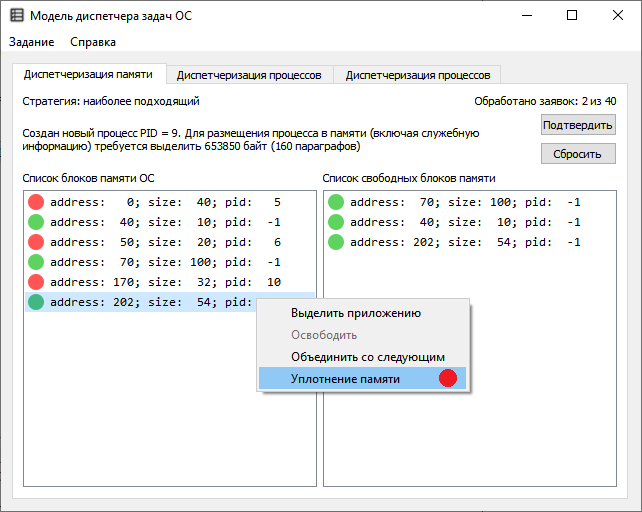 Модель диспетчера задач ОС
Задание Справка
Диспетчеризация памяти Диспетчеризация процессов Диспетчеризация процессов
Стратегия: наиболее подходящий
Обработано заявок: 2 из 40
Создан новый процесс PID = 9. Для размещения процесса в памяти (включая служебную
информацию) требуется выделить 653850 байт (160 параграфов)
Подтвердить
Сбросить
Список блоков памяти ОС
address: 0; size: 40; pid: 5
address: 40; size: 10; pid: -1
address: 50; size: 20; pid: 6
address: 70; size: 100; pid: -1
address: 170; size: 32; pid: 10
address: 202; size: 54; pid:
Список свободных блоков памяти
address: 70; size: 100; pid: -1
address: 40; size: 10; pid: -1
address: 202; size: 54; pid: -1
Выделить приложению
Освободить
Объединить со следующим
Уплотнение памяти